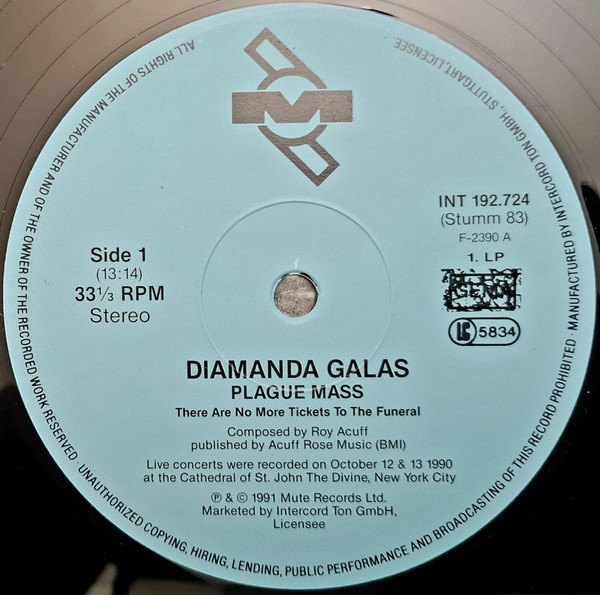 M
ALL RIGHTS OF THE MANUFACTURER AND OF THE OWNER OF THE RECORDED WORK RESERVED · UNAUTHORIZED COPYING, HIRING, LENDING, PUBLIC PERFORMANCE AND BROADCASTING OF THIS RECORD PROHIBITED · MANUFACTURED BY INTERCORD TON GMBH, STUTTGART, LICENSEE
Side 1
(13:14)
33 1/3 RPM
Stereo
INT 192.724
(Stumm 83)
F-2390 A
1. LP
GEMA
LC 5834
DIAMANDA GALAS
PLAGUE MASS
There Are No More Tickets To The Funeral
Composed by Roy Acuff
published by Acuff Rose Music (BMI)
Live concerts were recorded on October 12 & 13 1990
at the Cathedral of St. John The Divine, New York City
℗ & © 1991 Mute Records Ltd.
Marketed by Intercord Ton GmbH,
Licensee